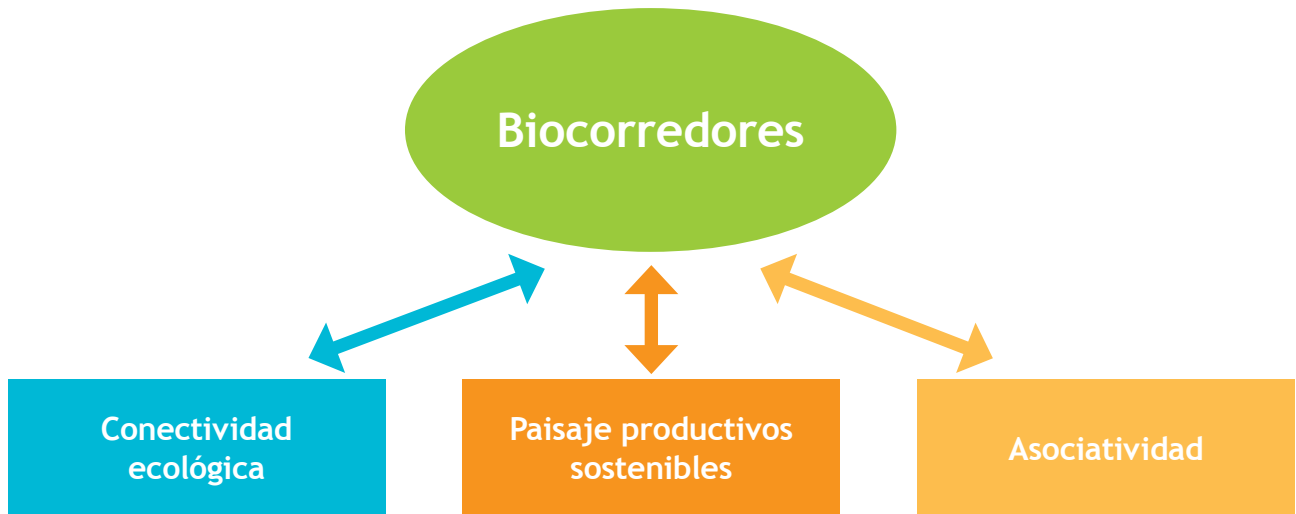 Biocorredores
Conectividad
ecológica
Paisaje productivos
sostenibles
Asociatividad